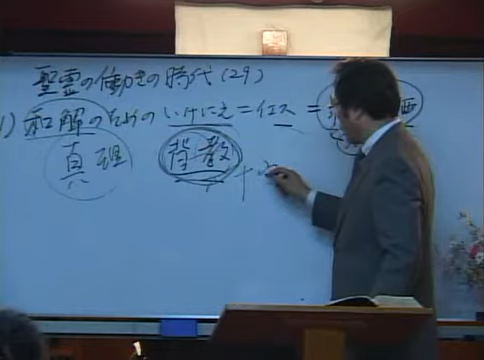 聖霊の働きの時代(29)
1) 和解のためのいけにえ=イエス=
真理 背教
十